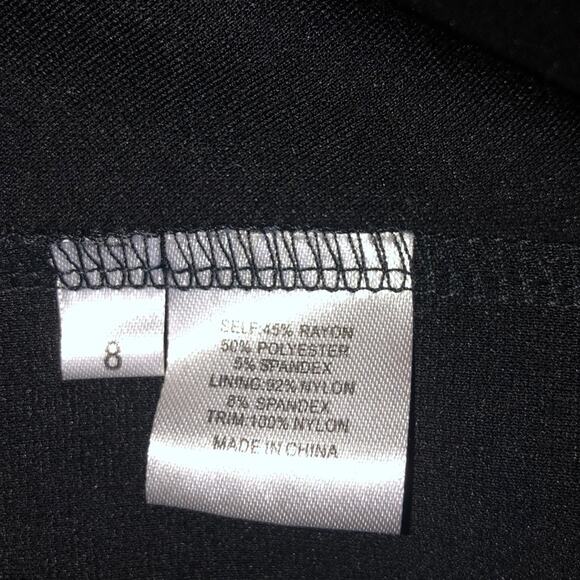 8
SELF:45% RAYON
50% POLYESTER
5% SPANDEX
LINING:92% NYLON
8% SPANDEX
TRIM:100% NYLON
MADE IN CHINA